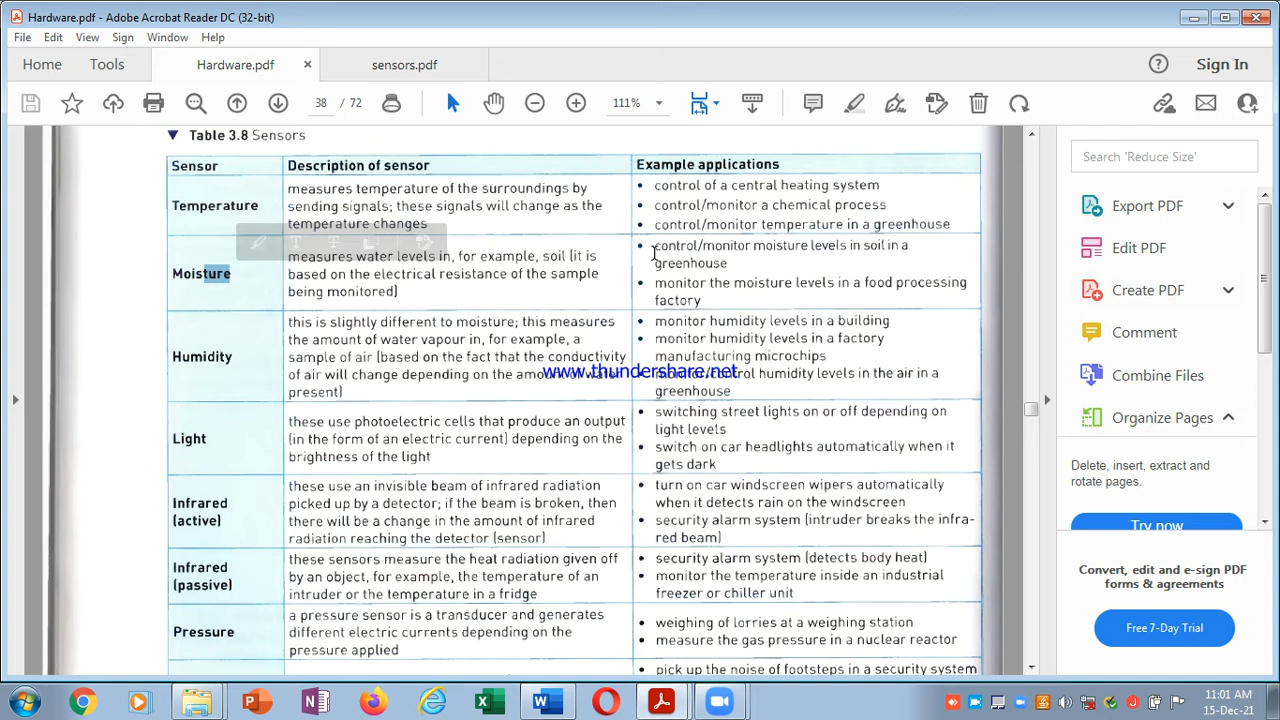 Hardware.pdf - Adobe Acrobat Reader DC (32-bit)
File Edit View Sign Window Help
Home Tools Hardware.pdf × sensors.pdf Sign In
38 / 72 111%
Table 3.8 Sensors
Sensor Description of sensor Example applications
Temperature
measures temperature of the surroundings by
sending signals; these signals will change as the
temperature changes
• control of a central heating system
• control/monitor a chemical process
• control/monitor temperature in a greenhouse
Moisture
measures water levels in, for example, soil (it is
based on the electrical resistance of the sample
being monitored)
• control/monitor moisture levels in soil in a
greenhouse
• monitor the moisture levels in a food processing
factory
Humidity
this is slightly different to moisture; this measures
the amount of water vapour in, for example, a
sample of air (based on the fact that the conductivity
of air will change depending on the amount of water
present)
• monitor humidity levels in a building
• monitor humidity levels in a factory
manufacturing microchips
• monitor/control humidity levels in the air in a
greenhouse
www.thundershare.net
Light
these use photoelectric cells that produce an output
(in the form of an electric current) depending on the
brightness of the light
• switching street lights on or off depending on
light levels
• switch on car headlights automatically when it
gets dark
Infrared
(active)
these use an invisible beam of infrared radiation
picked up by a detector; if the beam is broken, then
there will be a change in the amount of infrared
radiation reaching the detector (sensor)
• turn on car windscreen wipers automatically
when it detects rain on the windscreen
• security alarm system (intruder breaks the infra-
red beam)
Infrared
(passive)
these sensors measure the heat radiation given off
by an object, for example, the temperature of an
intruder or the temperature in a fridge
• security alarm system (detects body heat)
• monitor the temperature inside an industrial
freezer or chiller unit
Pressure
a pressure sensor is a transducer and generates
different electric currents depending on the
pressure applied
• weighing of lorries at a weighing station
• measure the gas pressure in a nuclear reactor
• pick up the noise of footsteps in a security system
Search 'Reduce Size'
Export PDF
Edit PDF
Create PDF
Comment
Combine Files
Organize Pages
Delete, insert, extract and
rotate pages.
Try now
Convert, edit and e-sign PDF
forms & agreements
Free 7-Day Trial
11:01 AM
15-Dec-21